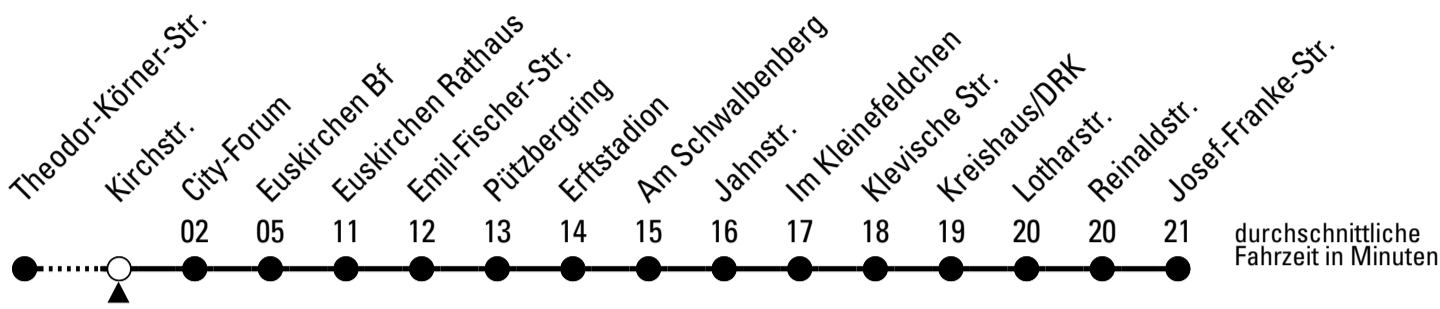 Theodor-Körner-Str.
Kirchstr.
City-Forum
Euskirchen Bf
Euskirchen Rathaus
Emil-Fischer-Str.
Pützbergring
Erftstadion
Am Schwalbenberg
Jahnstr.
Im Kleinefeldchen
Klevische Str.
Kreishaus/DRK
Lotharstr.
Reinaldstr.
Josef-Franke-Str.
02 05 11 12 13 14 15 16 17 18 19 20 20 21
durchschnittliche
Fahrzeit in Minuten